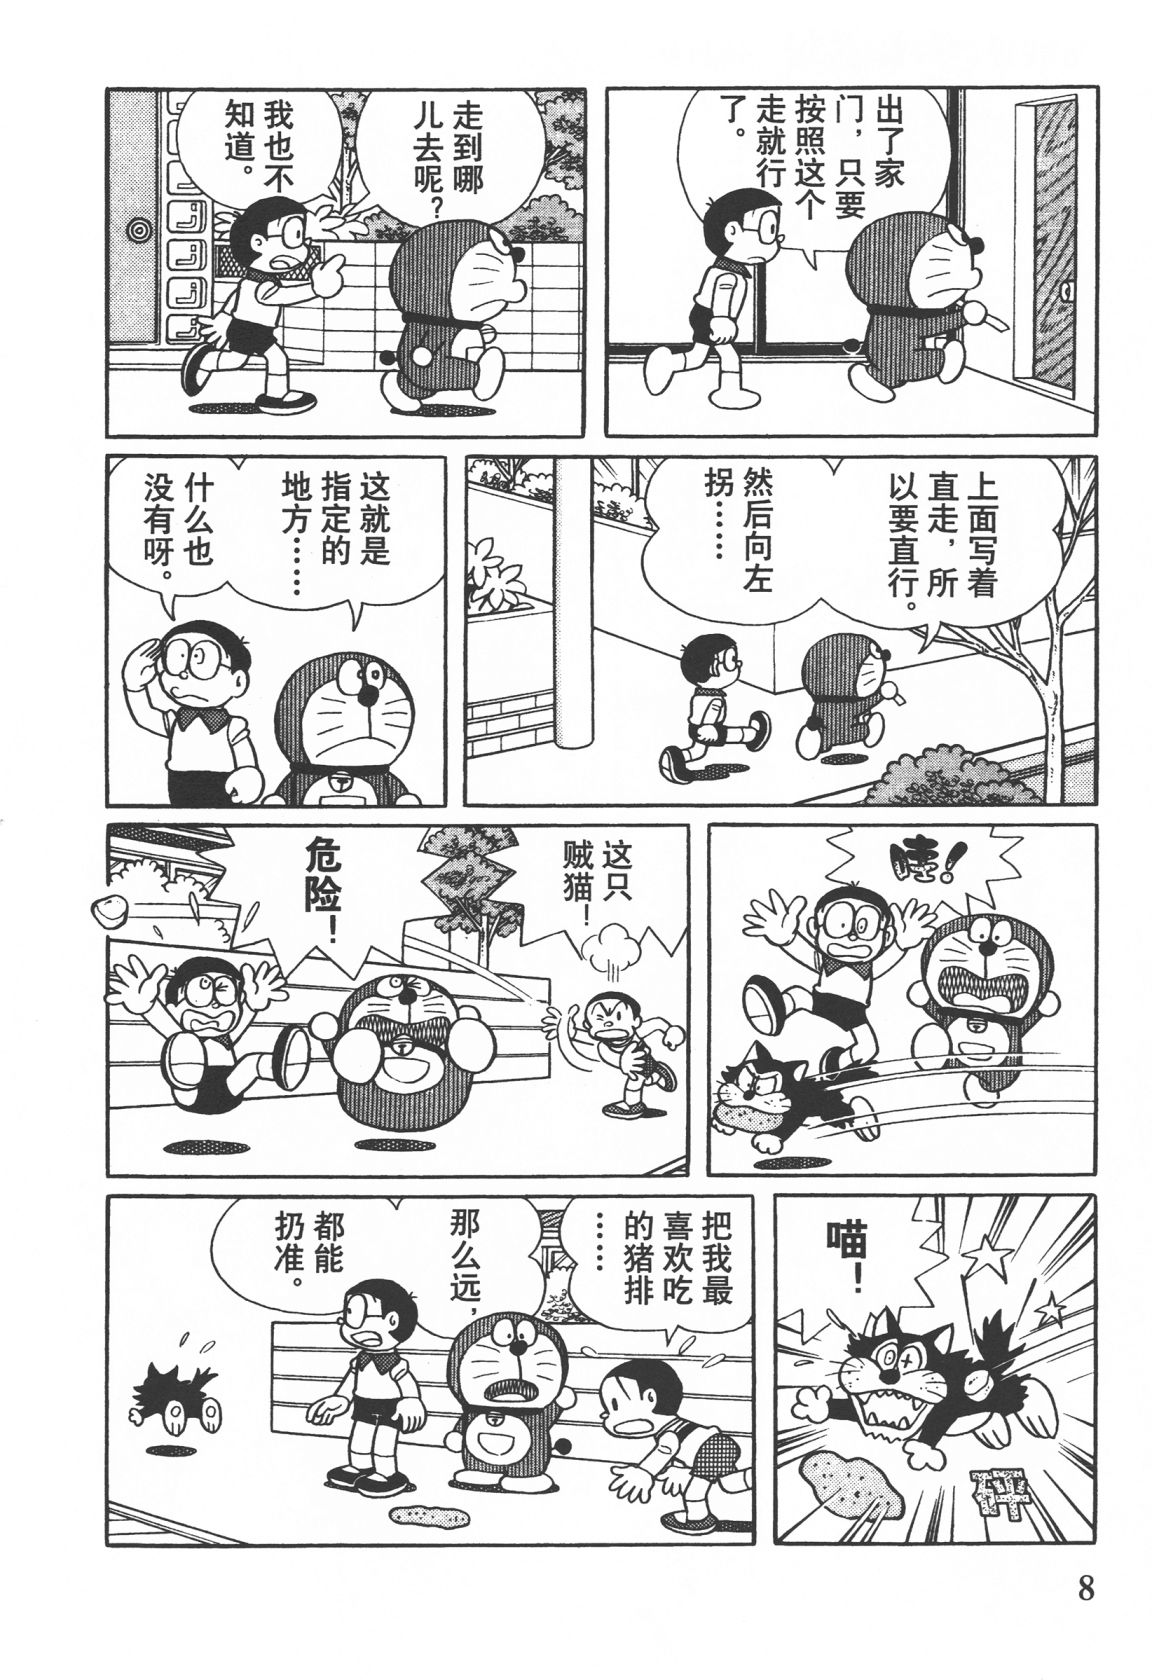 出了家
门，只要
按照这个
走就行
了。
走到哪
儿去呢？
我也不
知道。
上面写着
直走，所
以要直行。
然后向左
拐……
这就是
指定的
地方……
什么也
没有呀。
哇！
这只
贼猫！
危险！
喵！
砰
把我最
喜欢吃
的猪排
……
那么远，
都能
扔准。
8